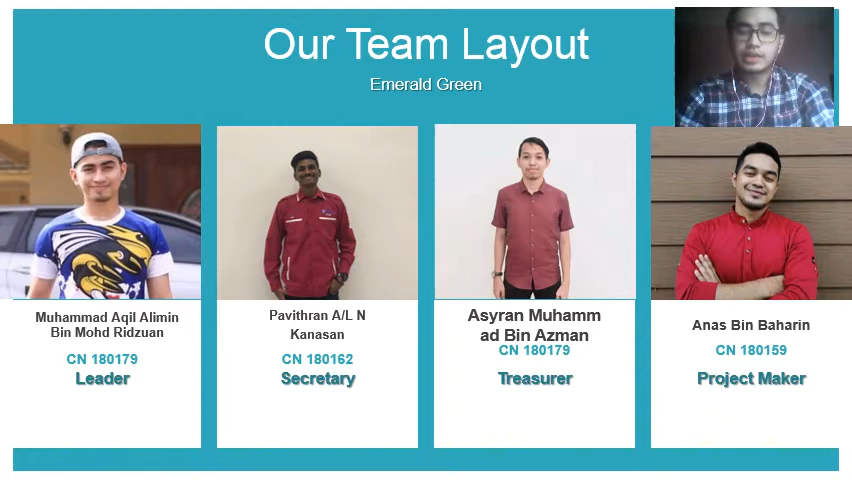 Our Team Layout
Emerald Green
Muhammad Aqil Alimin
Bin Mohd Ridzuan
CN 180179
Leader
Pavithran A/L N
Kanasan
CN 180162
Secretary
Asyran Muhamm
ad Bin Azman
CN 180179
Treasurer
Anas Bin Baharin
CN 180159
Project Maker